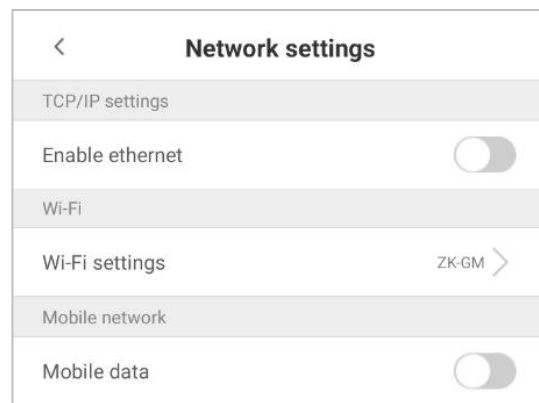 Network settings
TCP/IP settings
Enable ethernet
Wi-Fi
Wi-Fi settings ZK-GM
Mobile network
Mobile data